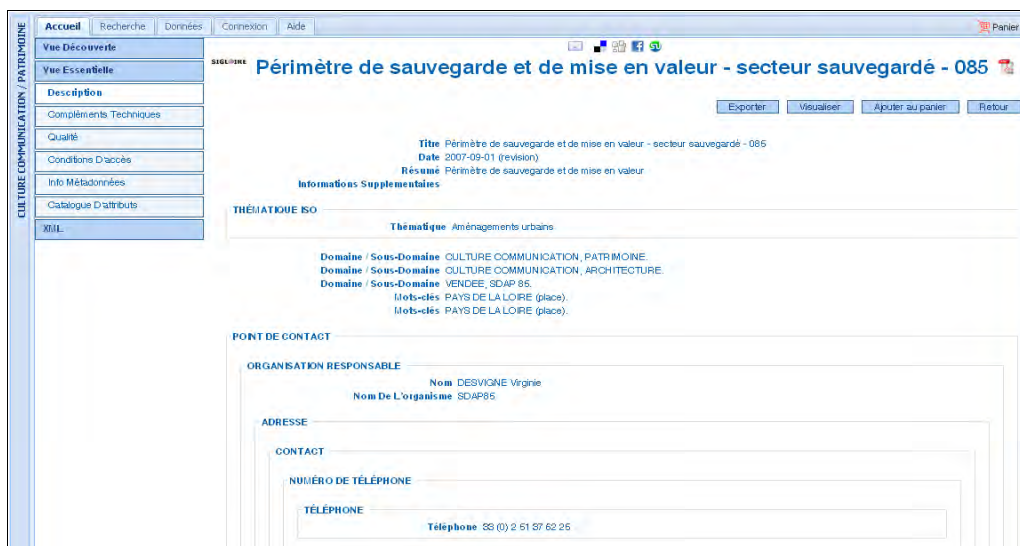 Accueil Recherche Données Connexion Aide Panier
CULTURE COMMUNICATION / PATRIMOINE
Vue Découverte
Vue Essentielle
Description
Compléments Techniques
Qualité
Conditions D'accès
Info Métadonnées
Catalogue D'attributs
XML
SIGLOIRE Périmètre de sauvegarde et de mise en valeur - secteur sauvegardé - 085
Exporter Visualiser Ajouter au panier Retour
Titre Périmètre de sauvegarde et de mise en valeur - secteur sauvegardé - 085
Date 2007-09-01 (revision)
Résumé Périmètre de sauvegarde et de mise en valeur
Informations Supplementaires
THÉMATIQUE ISO
Thématique Aménagements urbains
Domaine / Sous-Domaine CULTURE COMMUNICATION, PATRIMOINE.
Domaine / Sous-Domaine CULTURE COMMUNICATION, ARCHITECTURE.
Domaine / Sous-Domaine VENDEE, SDAP 85.
Mots-clés PAYS DE LA LOIRE (place).
Mots-clés PAYS DE LA LOIRE (place).
POINT DE CONTACT
ORGANISATION RESPONSABLE
Nom DESVIGNE Virginie
Nom De L'organisme SDAP85
ADRESSE
CONTACT
NUMÉRO DE TÉLÉPHONE
TÉLÉPHONE
Téléphone 33 (0) 2 51 37 62 25